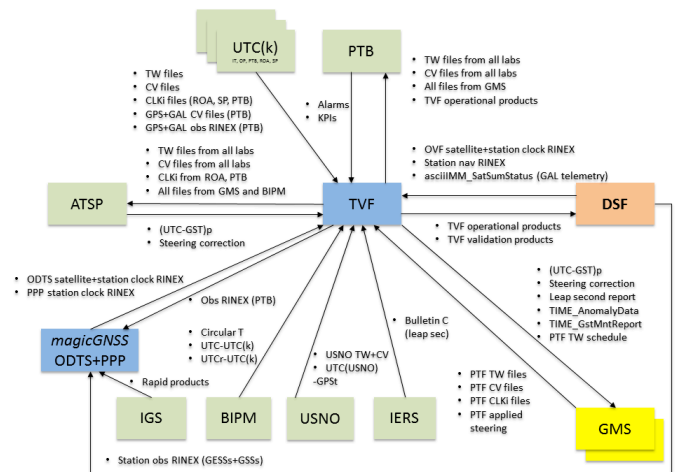 UTC(k)
IT, OP, PTB, ROA, SP
PTB
• TW files
• CV files
• CLKi files (ROA, SP, PTB)
• GPS+GAL CV files (PTB)
• GPS+GAL obs RINEX (PTB)
• Alarms
• KPIs
• TW files from all labs
• CV files from all labs
• All files from GMS
• TVF operational products
• TW files from all labs
• CV files from all labs
• CLKi from ROA, PTB
• All files from GMS and BIPM
• OVF satellite+station clock RINEX
• Station nav RINEX
• asciiIMM_SatSumStatus (GAL telemetry)
ATSP
TVF
DSF
• (UTC-GST)p
• Steering correction
• TVF operational products
• TVF validation products
• ODTS satellite+station clock RINEX
• PPP station clock RINEX
• Obs RINEX (PTB)
• (UTC-GST)p
• Steering correction
• Leap second report
• TIME_AnomalyData
• TIME_GstMntReport
• PTF TW schedule
• Circular T
• UTC-UTC(k)
• UTCr-UTC(k)
• Bulletin C
(leap sec)
magicGNSS
ODTS+PPP
• USNO TW+CV
• UTC(USNO)
-GPSt
• Rapid products
• PTF TW files
• PTF CV files
• PTF CLKi files
• PTF applied
steering
IGS
BIPM
USNO
IERS
GMS
• Station obs RINEX (GESSs+GSSs)